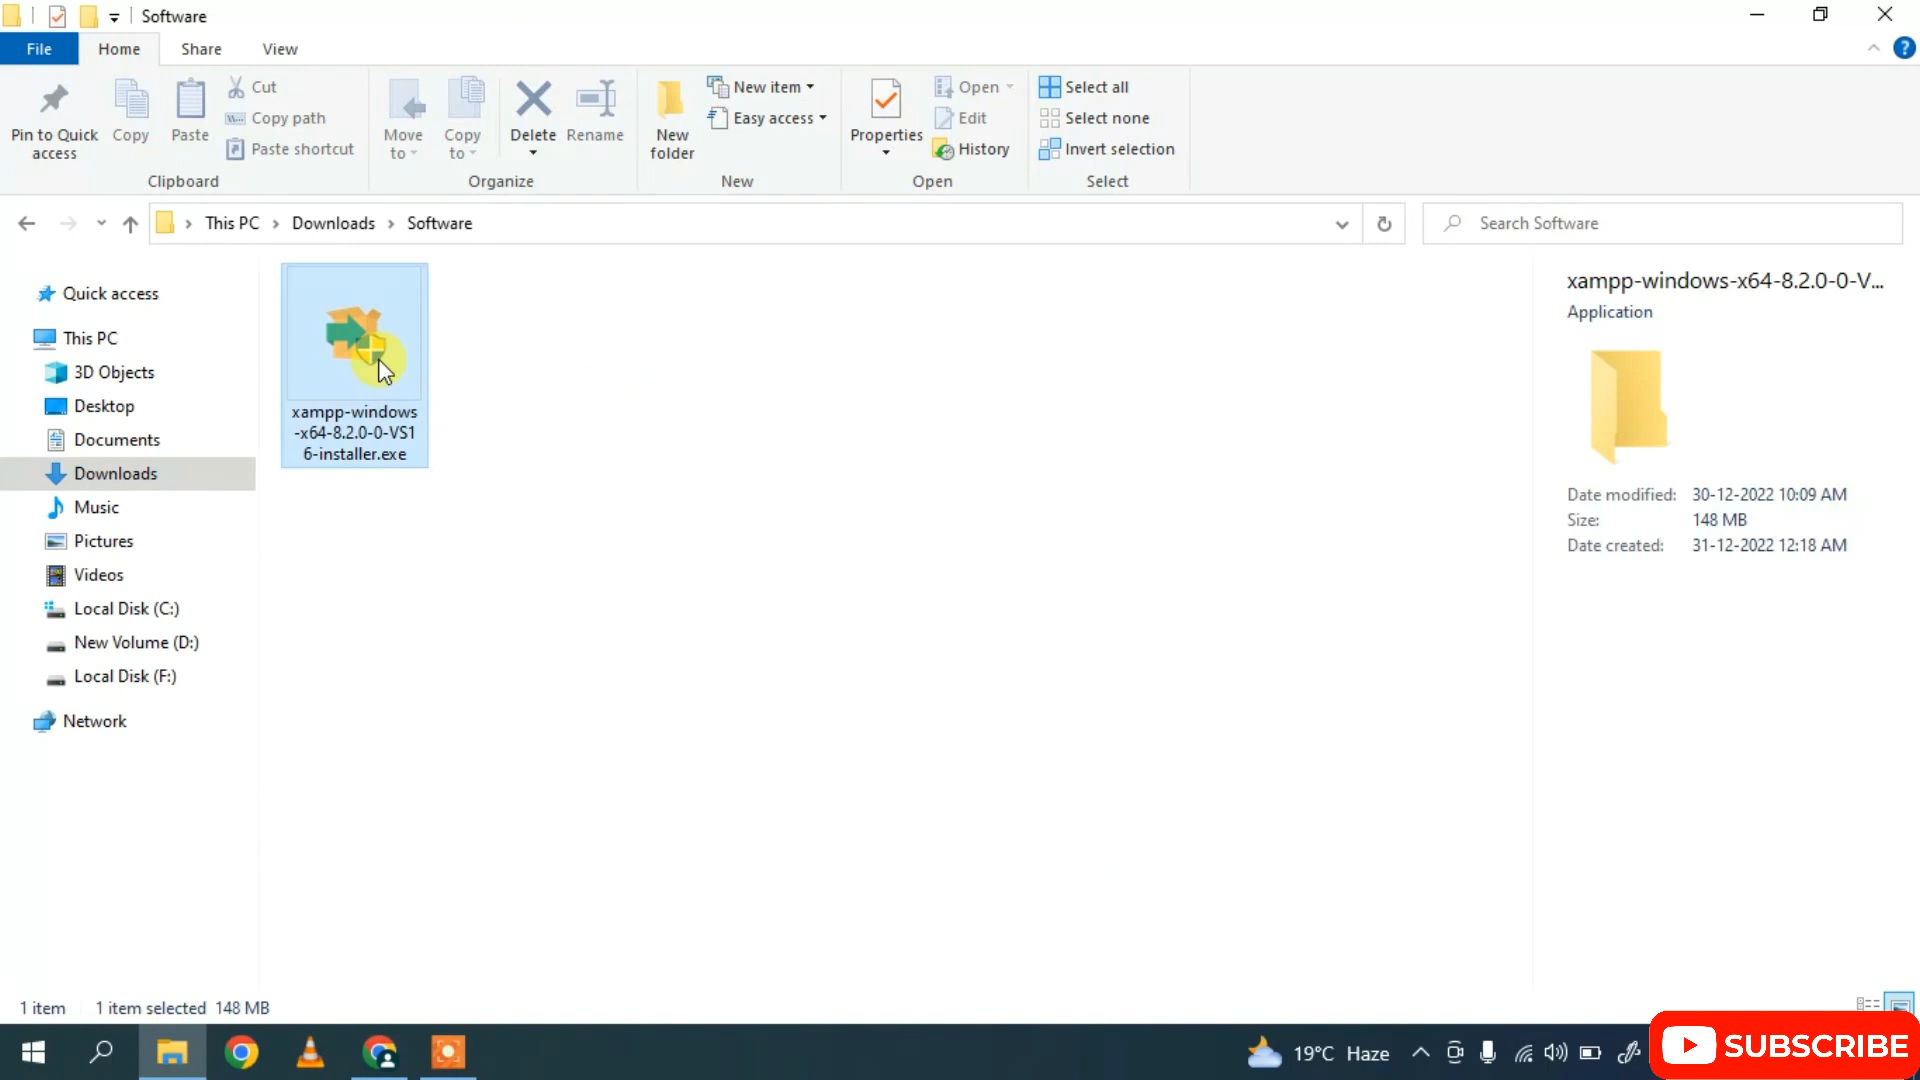 Software
File
Home
Share
View
Pin to Quick access
Copy
Paste
Cut
Copy path
Paste shortcut
Clipboard
Move to
Copy to
Delete
Rename
Organize
New folder
New item
Easy access
New
Properties
Open
Edit
History
Open
Select all
Select none
Invert selection
Select
This PC > Downloads > Software
Search Software
Quick access
This PC
3D Objects
Desktop
Documents
Downloads
Music
Pictures
Videos
Local Disk (C:)
New Volume (D:)
Local Disk (F:)
Network
xampp-windows
-x64-8.2.0-0-VS1
6-installer.exe
xampp-windows-x64-8.2.0-0-V...
Application
Date modified: 30-12-2022 10:09 AM
Size: 148 MB
Date created: 31-12-2022 12:18 AM
1 item 1 item selected 148 MB
19°C Haze
SUBSCRIBE